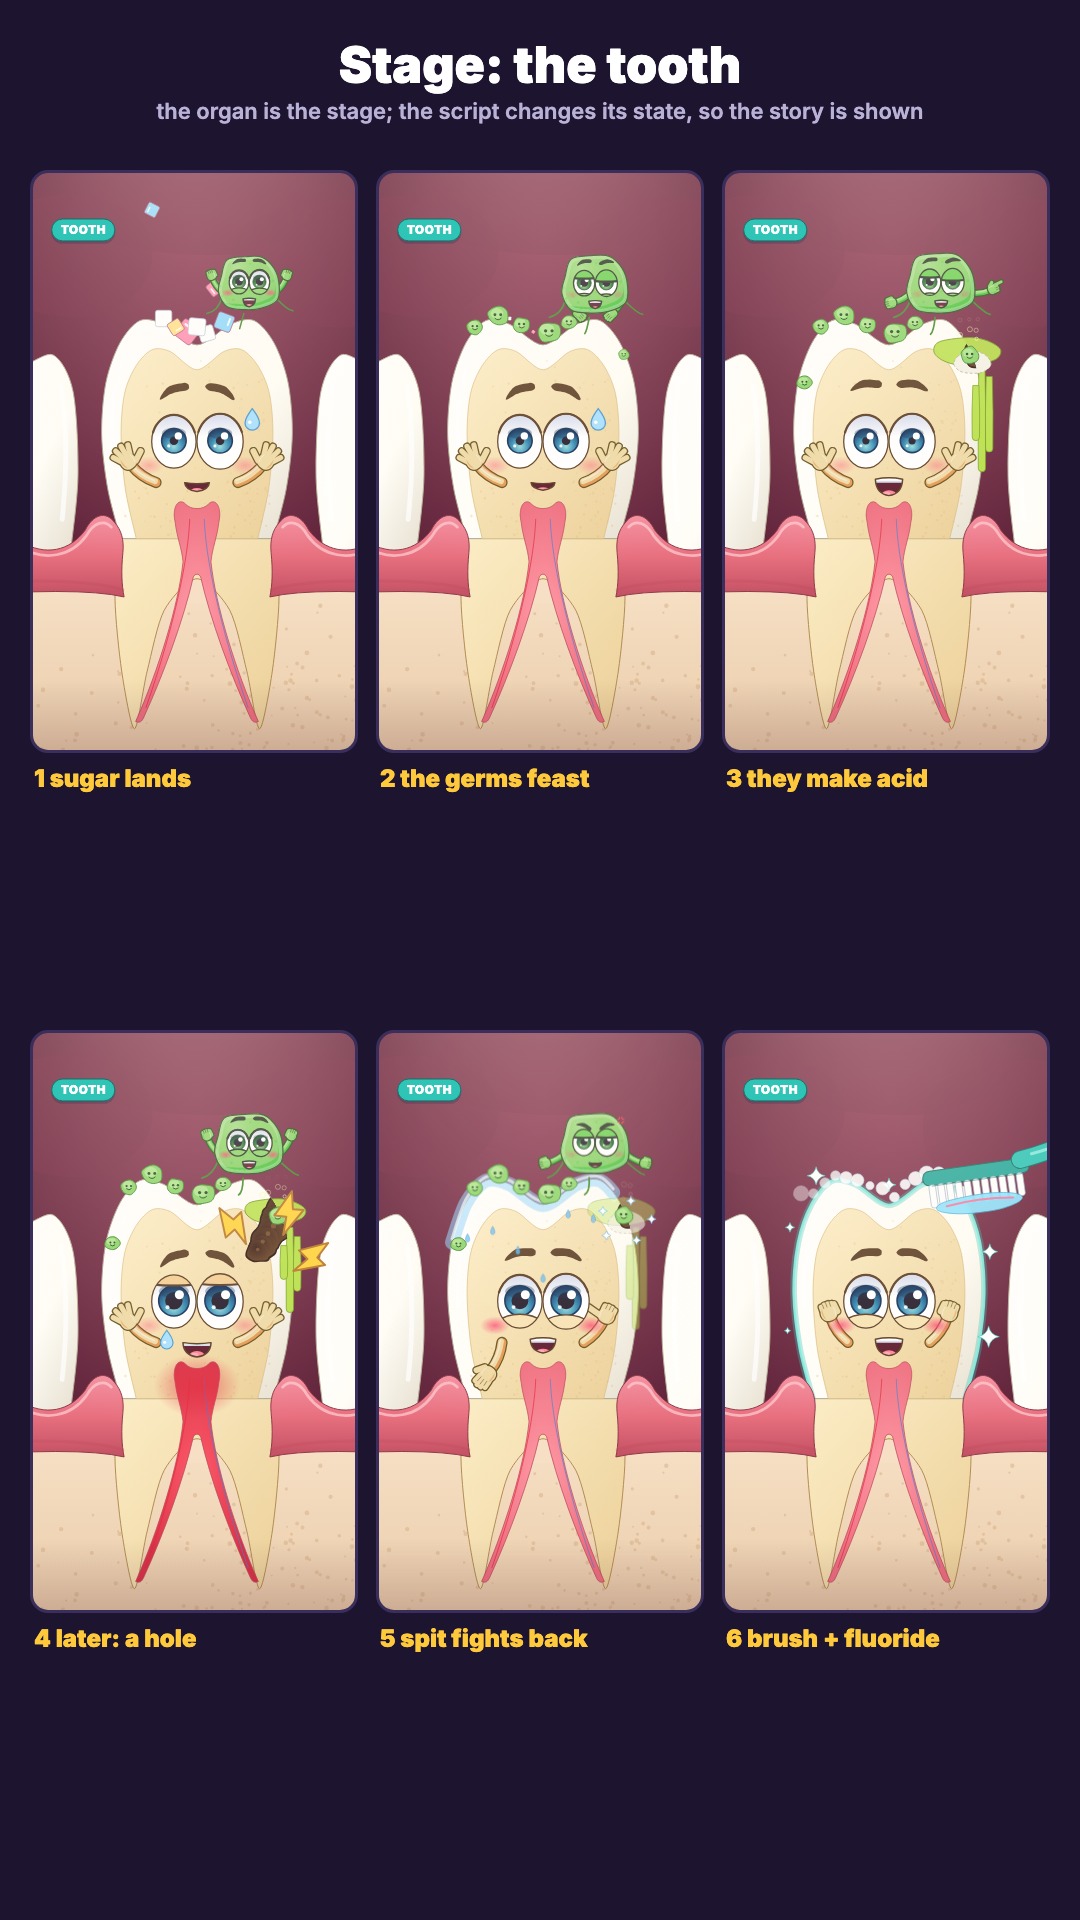 Stage: the tooth
the organ is the stage; the script changes its state, so the story is shown
TOOTH
TOOTH
TOOTH
1 sugar lands
2 the germs feast
3 they make acid
TOOTH
TOOTH
TOOTH
4 later: a hole
5 spit fights back
6 brush + fluoride